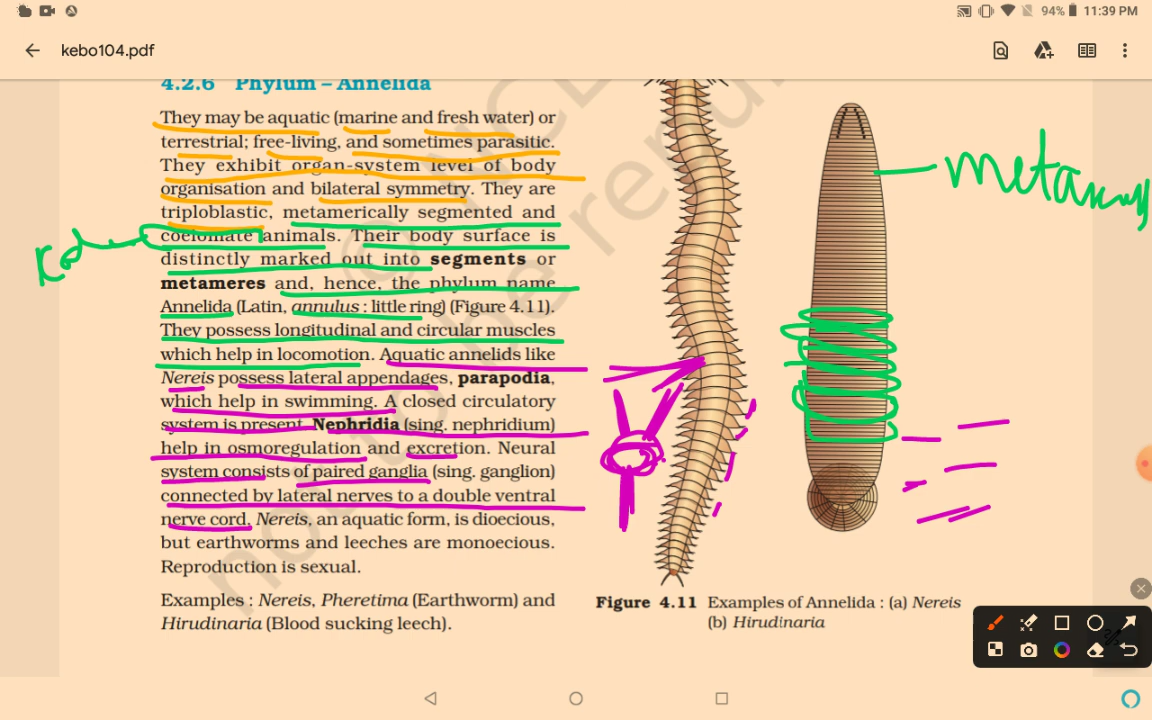 94% 11:39 PM
kebo104.pdf
4.2.6 Phylum – Annelida
They may be aquatic (marine and fresh water) or
terrestrial; free-living, and sometimes parasitic.
They exhibit organ-system level of body
organisation and bilateral symmetry. They are
triploblastic, metamerically segmented and
coelomate animals. Their body surface is
distinctly marked out into segments or
metameres and, hence, the phylum name
Annelida (Latin, annulus : little ring) (Figure 4.11).
They possess longitudinal and circular muscles
which help in locomotion. Aquatic annelids like
Nereis possess lateral appendages, parapodia,
which help in swimming. A closed circulatory
system is present. Nephridia (sing. nephridium)
help in osmoregulation and excretion. Neural
system consists of paired ganglia (sing. ganglion)
connected by lateral nerves to a double ventral
nerve cord. Nereis, an aquatic form, is dioecious,
but earthworms and leeches are monoecious.
Reproduction is sexual.
Examples : Nereis, Pheretima (Earthworm) and
Hirudinaria (Blood sucking leech).
Figure 4.11 Examples of Annelida : (a) Nereis
(b) Hirudinaria